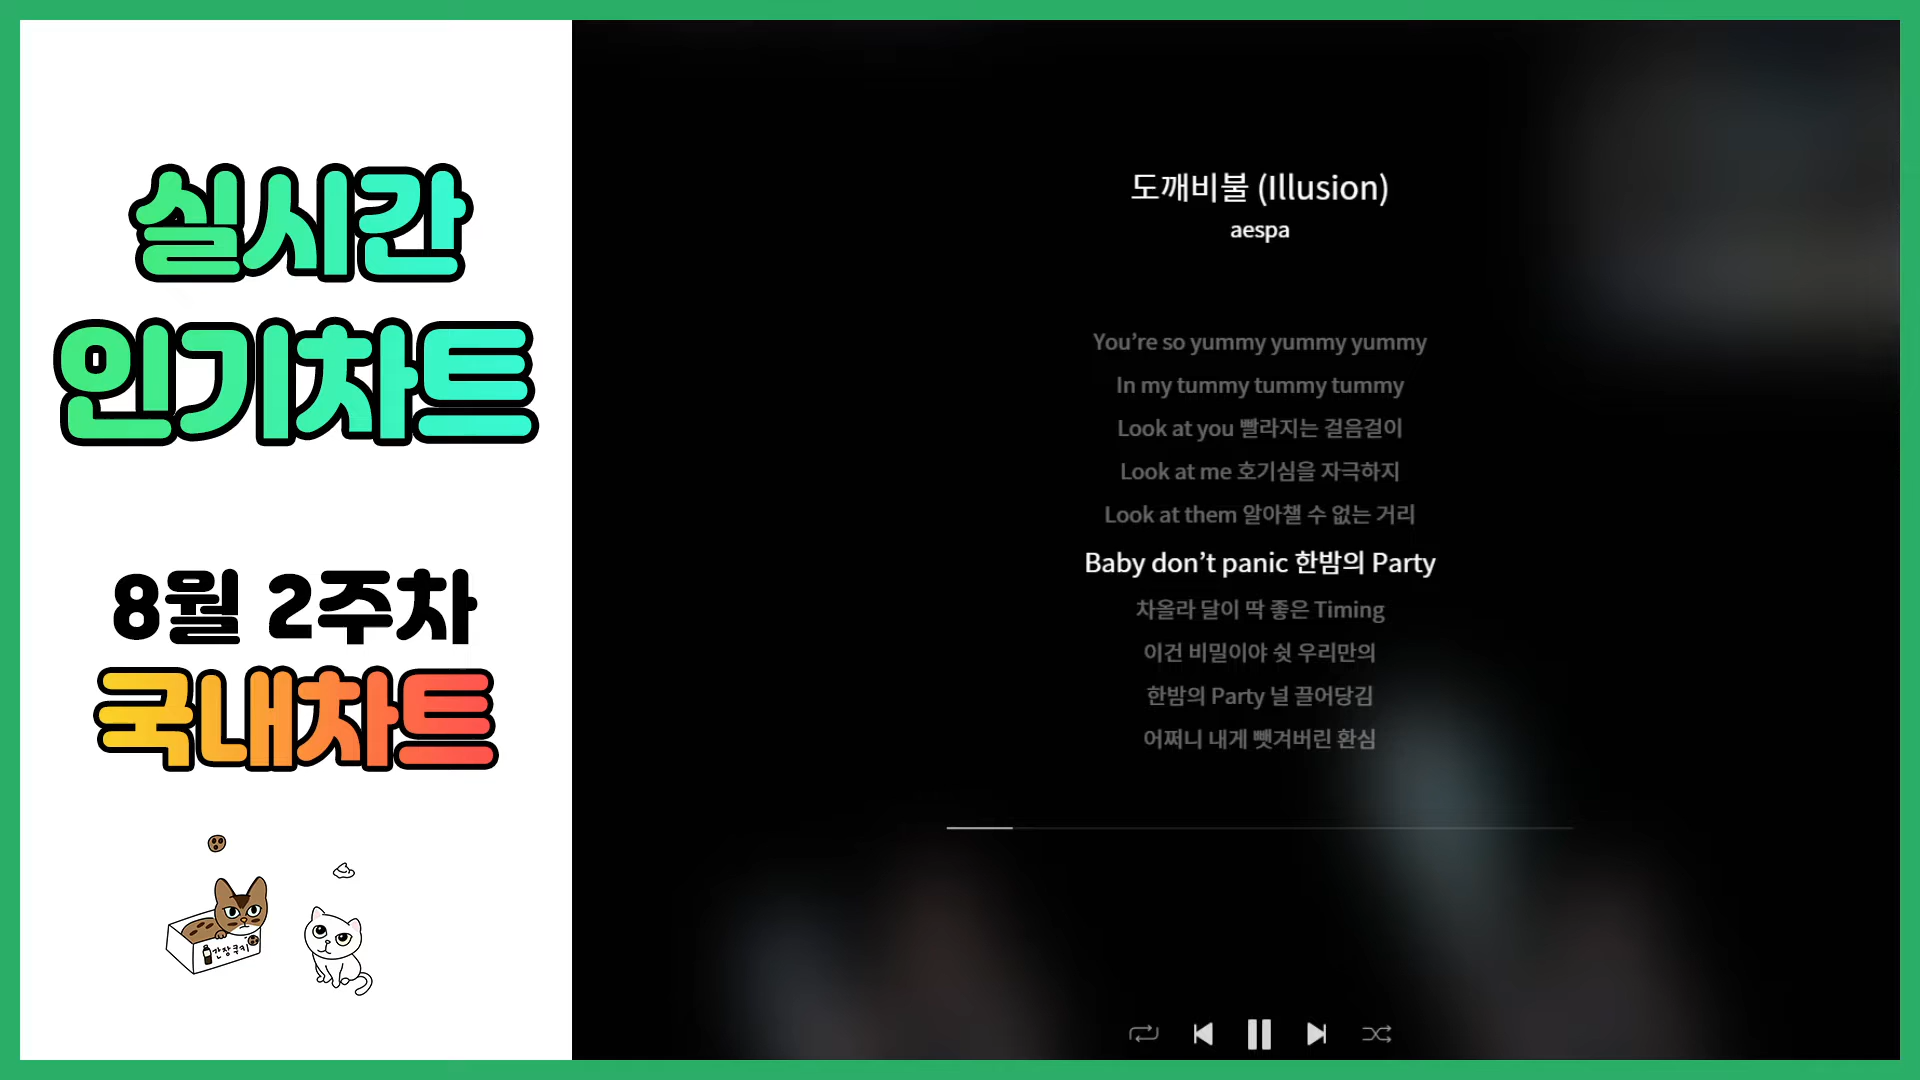 실시간
인기차트
8월 2주차
국내차트
간장쿠키
도깨비불 (Illusion)
aespa
You're so yummy yummy yummy
In my tummy tummy tummy
Look at you 빨라지는 걸음걸이
Look at me 호기심을 자극하지
Look at them 알아챌 수 없는 거리
Baby don't panic 한밤의 Party
차올라 달이 딱 좋은 Timing
이건 비밀이야 쉿 우리만의
한밤의 Party 널 끌어당김
어쩌니 내게 뺏겨버린 환심